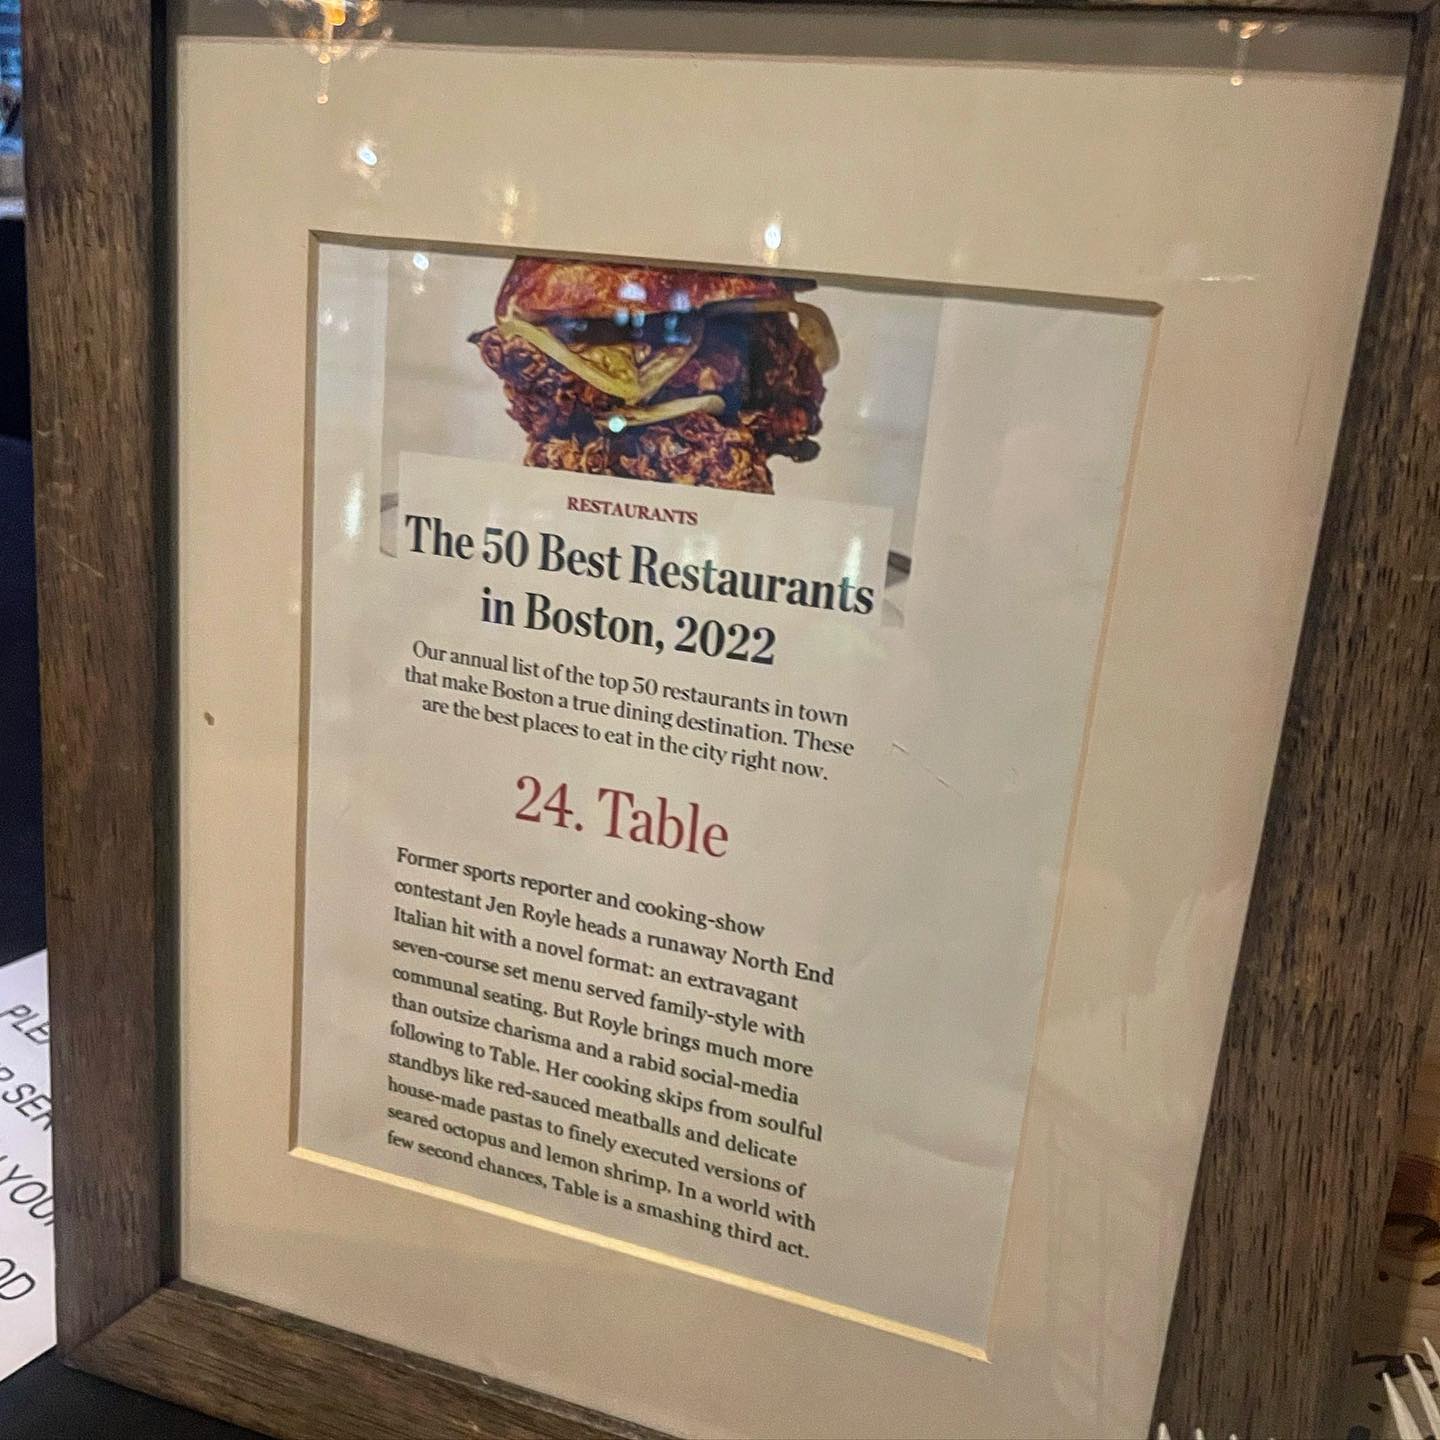 RESTAURANTS
The 50 Best Restaurants
in Boston, 2022
Our annual list of the top 50 restaurants in town
that make Boston a true dining destination. These
are the best places to eat in the city right now.
24. Table
Former sports reporter and cooking-show
contestant Jen Royle heads a runaway North End
Italian hit with a novel format: an extravagant
seven-course set menu served family-style with
communal seating. But Royle brings much more
than outsize charisma and a rabid social-media
following to Table. Her cooking skips from soulful
standbys like red-sauced meatballs and delicate
house-made pastas to finely executed versions of
seared octopus and lemon shrimp. In a world with
few second chances, Table is a smashing third act.